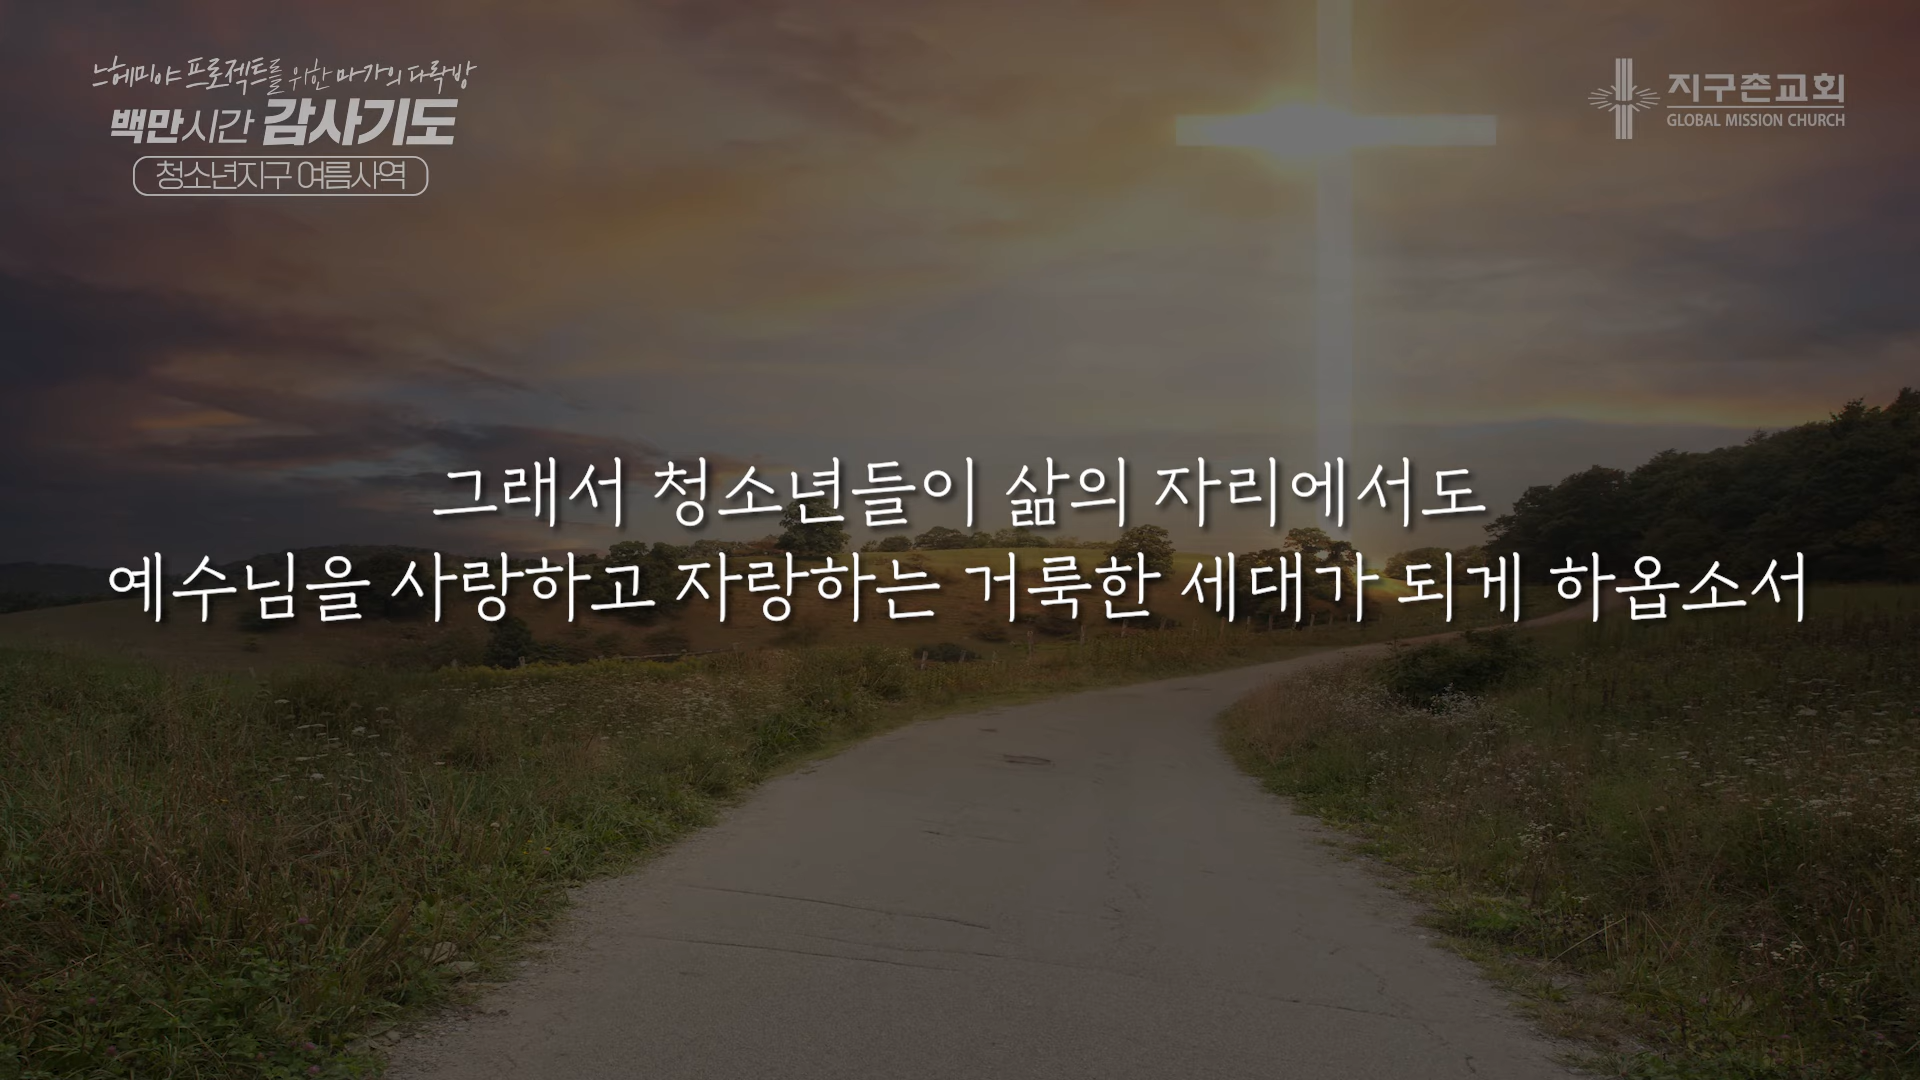 느헤미야 프로젝트를 위한 마가의 다락방
백만시간 감사기도
청소년지구 여름사역
지구촌교회
GLOBAL MISSION CHURCH
그래서 청소년들이 삶의 자리에서도
예수님을 사랑하고 자랑하는 거룩한 세대가 되게 하옵소서